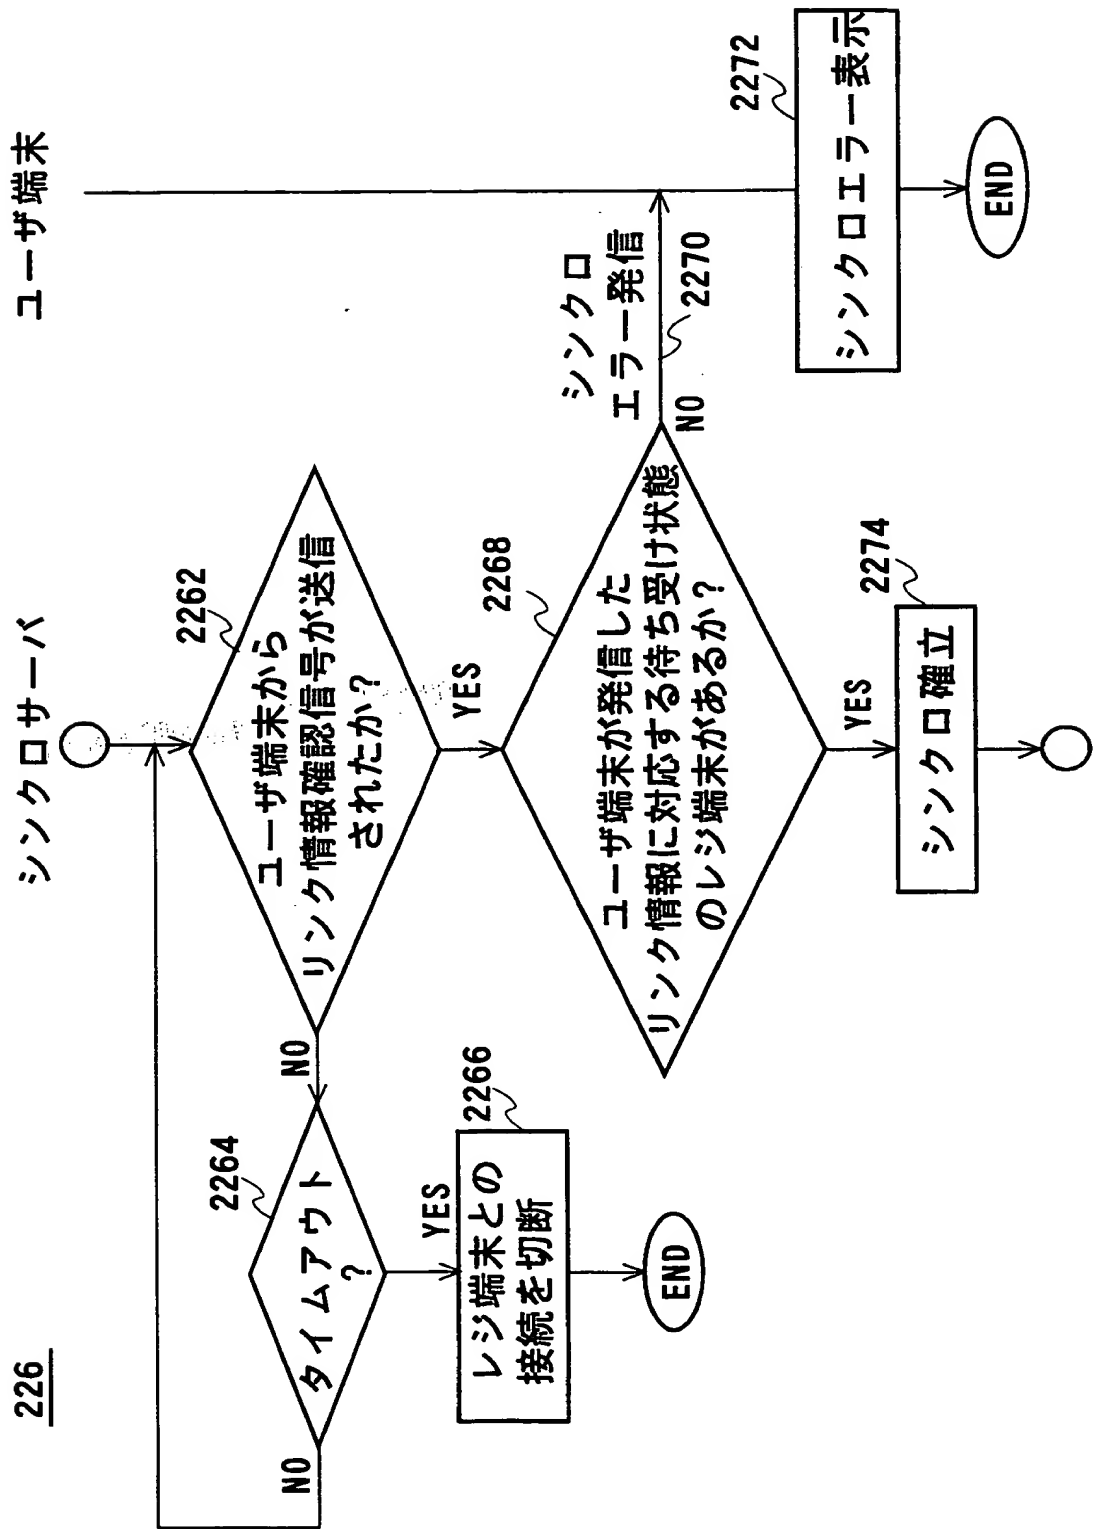 226
シンクロサーバ
ユーザ端末
2262
ユーザ端末から
リンク情報確認信号が送信
されたか?
NO
YES
2264
タイムアウト
?
NO
YES
2266
レジ端末との
接続を切断
END
2268
ユーザ端末が発信した
リンク情報に対応する待ち受け状態
のレジ端末があるか?
NO
シンクロ
エラー発信
2270
YES
2272
シンクロエラー表示
END
2274
シンクロ確立